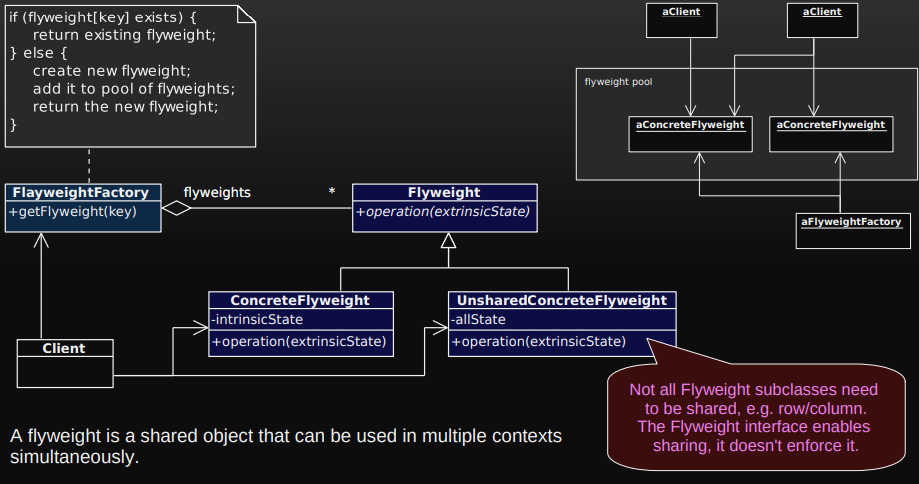 if (flyweight[key] exists) {
return existing flyweight;
} else {
create new flyweight;
add it to pool of flyweights;
return the new flyweight;
}
aClient
aClient
flyweight pool
aConcreteFlyweight
aConcreteFlyweight
aFlyweightFactory
FlayweightFactory
+getFlyweight(key)
flyweights
*
Flyweight
+operation(extrinsicState)
ConcreteFlyweight
-intrinsicState
+operation(extrinsicState)
UnsharedConcreteFlyweight
-allState
+operation(extrinsicState)
Client
Not all Flyweight subclasses need
to be shared, e.g. row/column.
The Flyweight interface enables
sharing, it doesn't enforce it.
A flyweight is a shared object that can be used in multiple contexts
simultaneously.